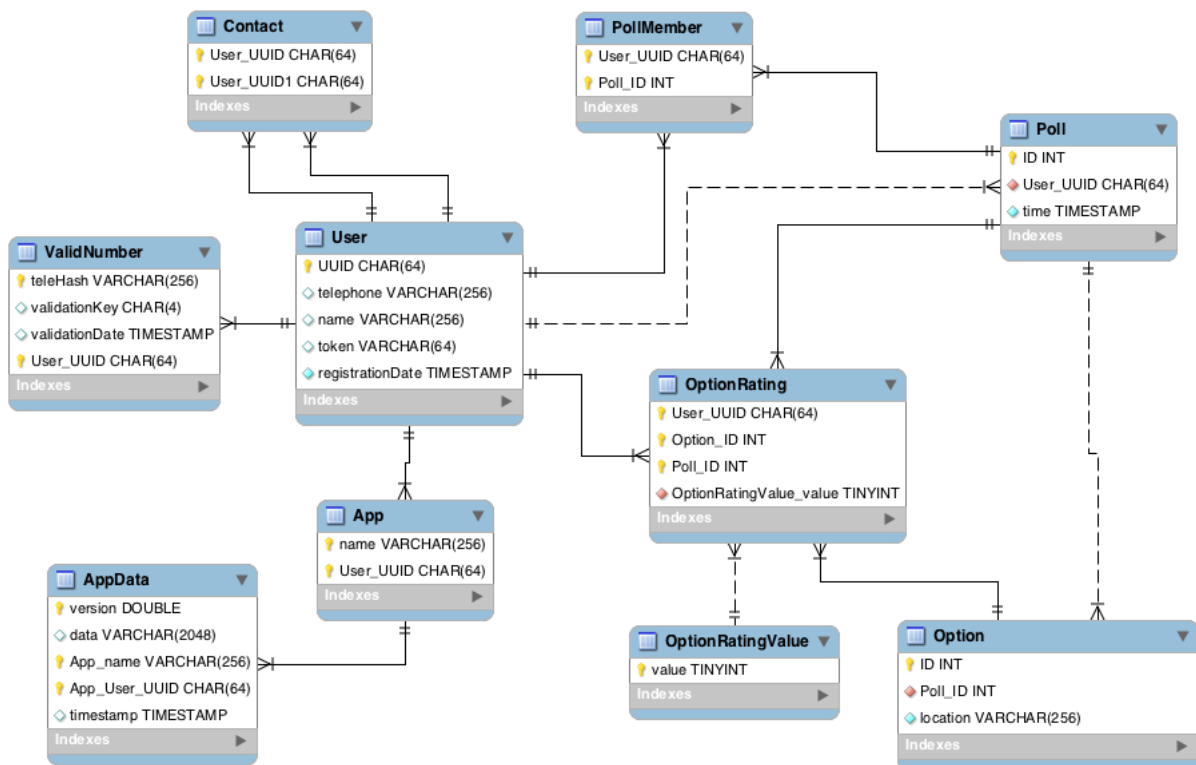 Contact
User_UUID CHAR(64)
User_UUID1 CHAR(64)
Indexes
PollMember
User_UUID CHAR(64)
Poll_ID INT
Indexes
Poll
ID INT
User_UUID CHAR(64)
time TIMESTAMP
Indexes
ValidNumber
teleHash VARCHAR(256)
validationKey CHAR(4)
validationDate TIMESTAMP
User_UUID CHAR(64)
Indexes
User
UUID CHAR(64)
telephone VARCHAR(256)
name VARCHAR(256)
token VARCHAR(64)
registrationDate TIMESTAMP
Indexes
OptionRating
User_UUID CHAR(64)
Option_ID INT
Poll_ID INT
OptionRatingValue_value TINYINT
Indexes
App
name VARCHAR(256)
User_UUID CHAR(64)
Indexes
AppData
version DOUBLE
data VARCHAR(2048)
App_name VARCHAR(256)
App_User_UUID CHAR(64)
timestamp TIMESTAMP
Indexes
OptionRatingValue
value TINYINT
Indexes
Option
ID INT
Poll_ID INT
location VARCHAR(256)
Indexes